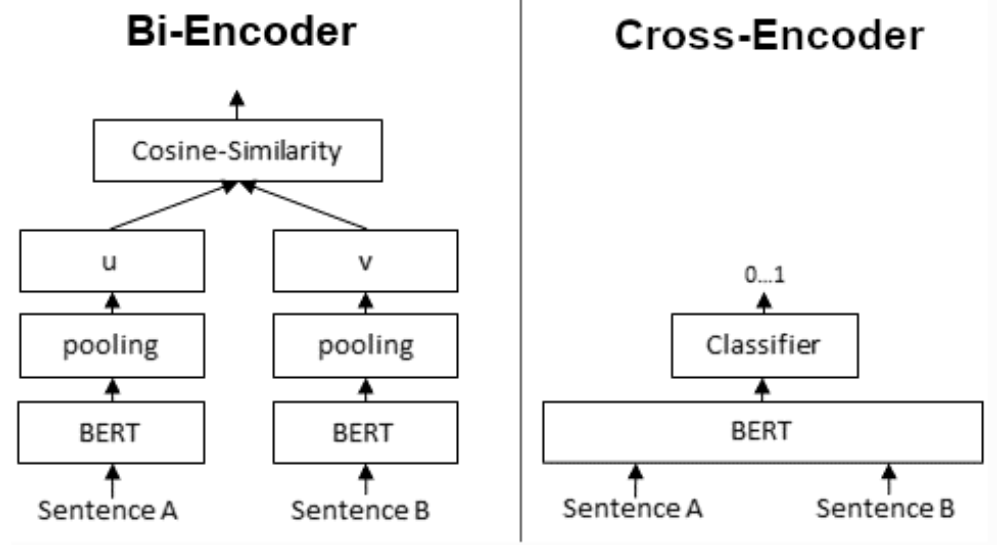 Bi-Encoder
Cosine-Similarity
u v
pooling pooling
BERT BERT
Sentence A Sentence B
Cross-Encoder
0...1
Classifier
BERT
Sentence A Sentence B